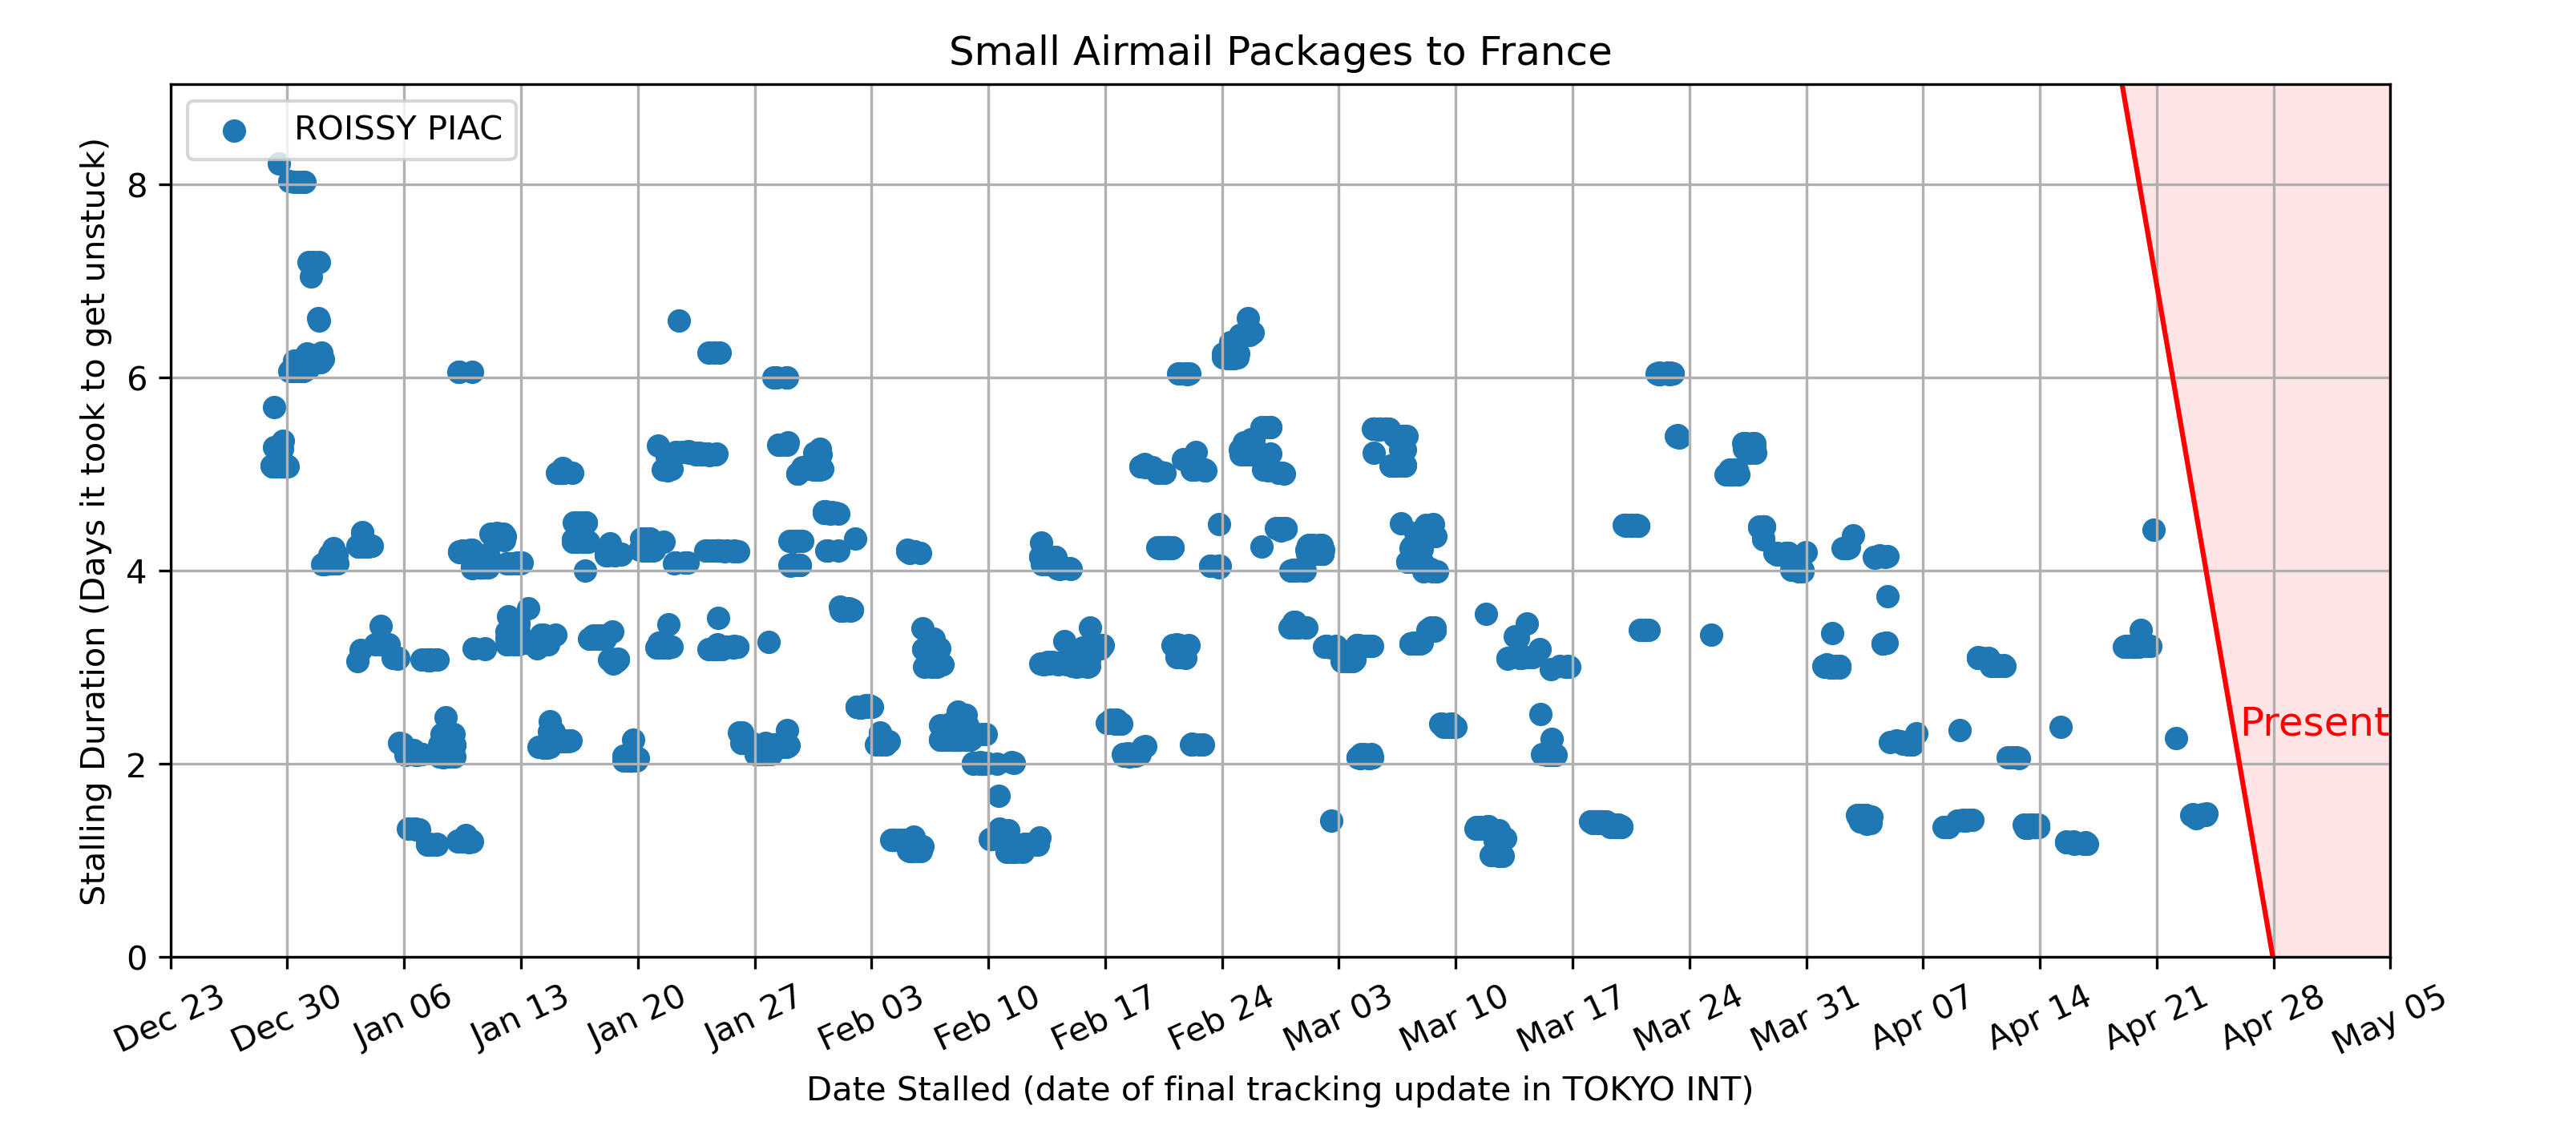 Small Airmail Packages to France
ROISSY PIAC
Stalling Duration (Days it took to get unstuck)
8
6
4
2
0
Present
Dec 23 Dec 30 Jan 06 Jan 13 Jan 20 Jan 27 Feb 03 Feb 10 Feb 17 Feb 24 Mar 03 Mar 10 Mar 17 Mar 24 Mar 31 Apr 07 Apr 14 Apr 21 Apr 28 May 05
Date Stalled (date of final tracking update in TOKYO INT)